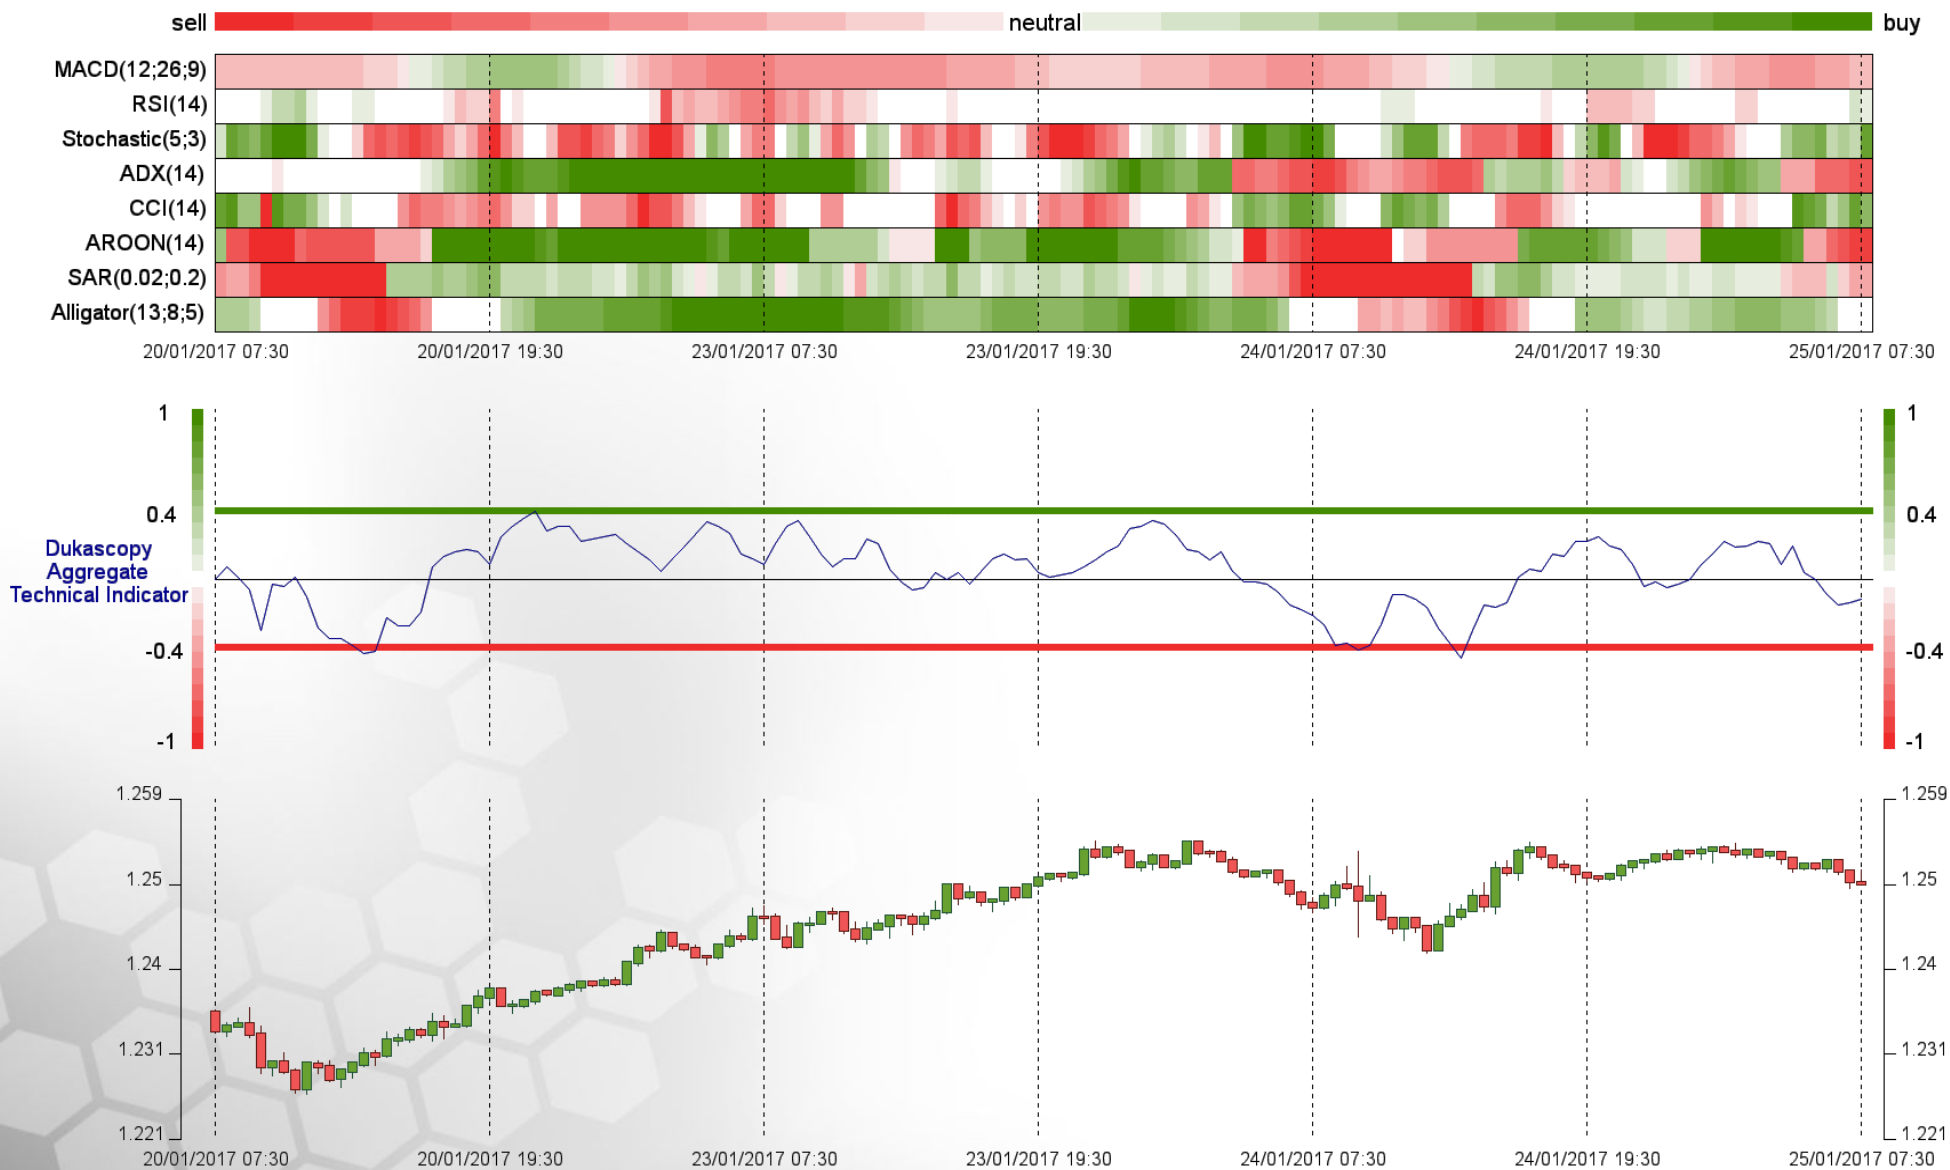 sell neutral buy
MACD(12;26;9)
RSI(14)
Stochastic(5;3)
ADX(14)
CCI(14)
AROON(14)
SAR(0.02;0.2)
Alligator(13;8;5)
20/01/2017 07:30 20/01/2017 19:30 23/01/2017 07:30 23/01/2017 19:30 24/01/2017 07:30 24/01/2017 19:30 25/01/2017 07:30
1 1
0.4 0.4
Dukascopy
Aggregate
Technical Indicator
-0.4 -0.4
-1 -1
1.259 1.259
1.25 1.25
1.24 1.24
1.231 1.231
1.221 1.221
20/01/2017 07:30 20/01/2017 19:30 23/01/2017 07:30 23/01/2017 19:30 24/01/2017 07:30 24/01/2017 19:30 25/01/2017 07:30